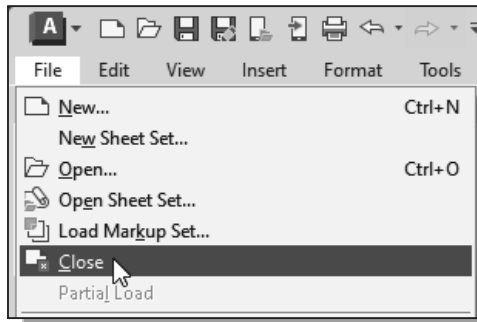 A
File Edit View Insert Format Tools
New... Ctrl+N
New Sheet Set...
Open... Ctrl+O
Open Sheet Set...
Load Markup Set...
Close
Partial Load